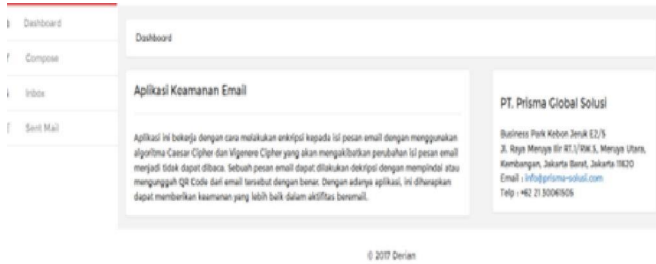 Dashboard
Compose
Inbox
Sent Mail
Dashboard
Aplikasi Keamanan Email
Aplikasi ini bekerja dengan cara melakukan enkripsi kepada isi pesan email dengan menggunakan
algoritma Caesar Cipher dan Vigenere Cipher yang akan mengakibatkan perubahan isi pesan email
menjadi tidak dapat dibaca. Sebuah pesan email dapat dilakukan dekripsi dengan memindai atau
mengunggah QR Code dari email tersebut dengan benar. Dengan adanya aplikasi, ini diharapkan
dapat memberikan keamanan yang lebih baik dalam aktifitas beremail.
PT. Prisma Global Solusi
Business Park Kebon Jeruk E2/5
Jl. Raya Meruya Ilir RT.1/RW.5, Meruya Utara,
Kembangan, Jakarta Barat, Jakarta 11620
Email : info@prisma-solusi.com
Telp : +62 21 30061606
© 2017 Derian